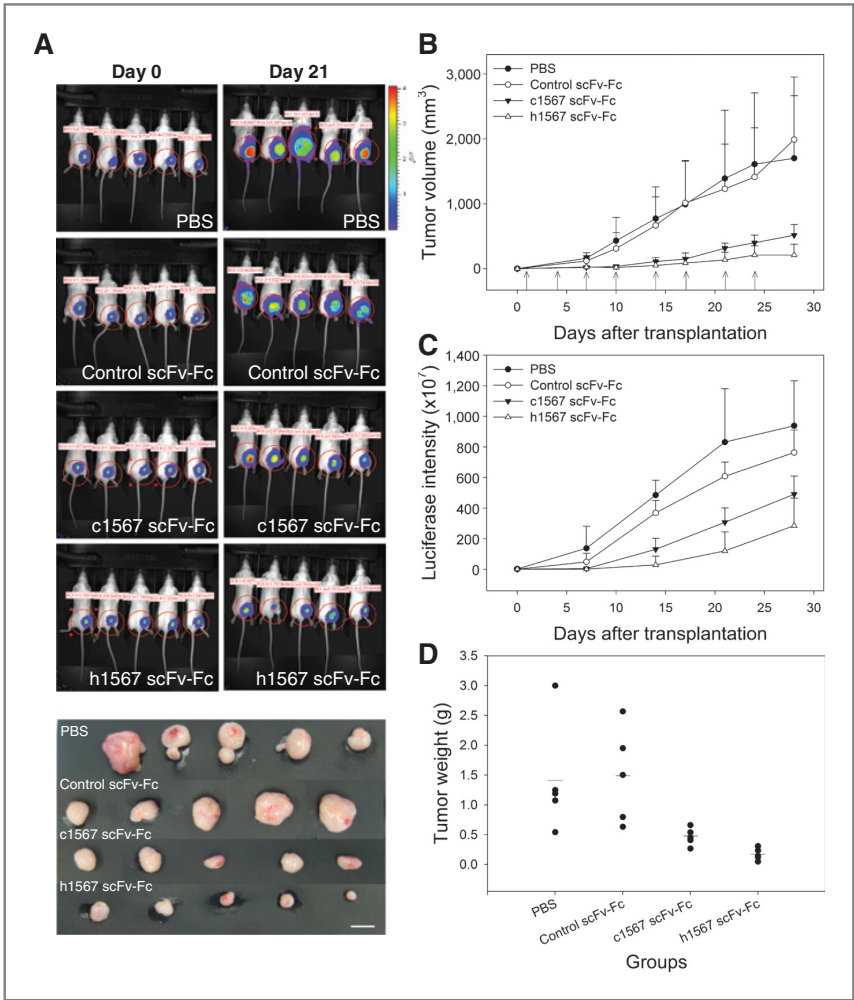 A
Day 0
Day 21
PBS
PBS
Control scFv-Fc
Control scFv-Fc
c1567 scFv-Fc
c1567 scFv-Fc
h1567 scFv-Fc
h1567 scFv-Fc
PBS
Control scFv-Fc
c1567 scFv-Fc
h1567 scFv-Fc
B
PBS
Control scFv-Fc
c1567 scFv-Fc
h1567 scFv-Fc
Tumor volume (mm³)
3,000
2,000
1,000
0
0 5 10 15 20 25 30
Days after transplantation
C
PBS
Control scFv-Fc
c1567 scFv-Fc
h1567 scFv-Fc
Luciferase intensity (x10⁷)
1,400
1,200
1,000
800
600
400
200
0
0 5 10 15 20 25 30
Days after transplantation
D
Tumor weight (g)
3.5
3.0
2.5
2.0
1.5
1.0
0.5
0.0
PBS
Control scFv-Fc
c1567 scFv-Fc
h1567 scFv-Fc
Groups